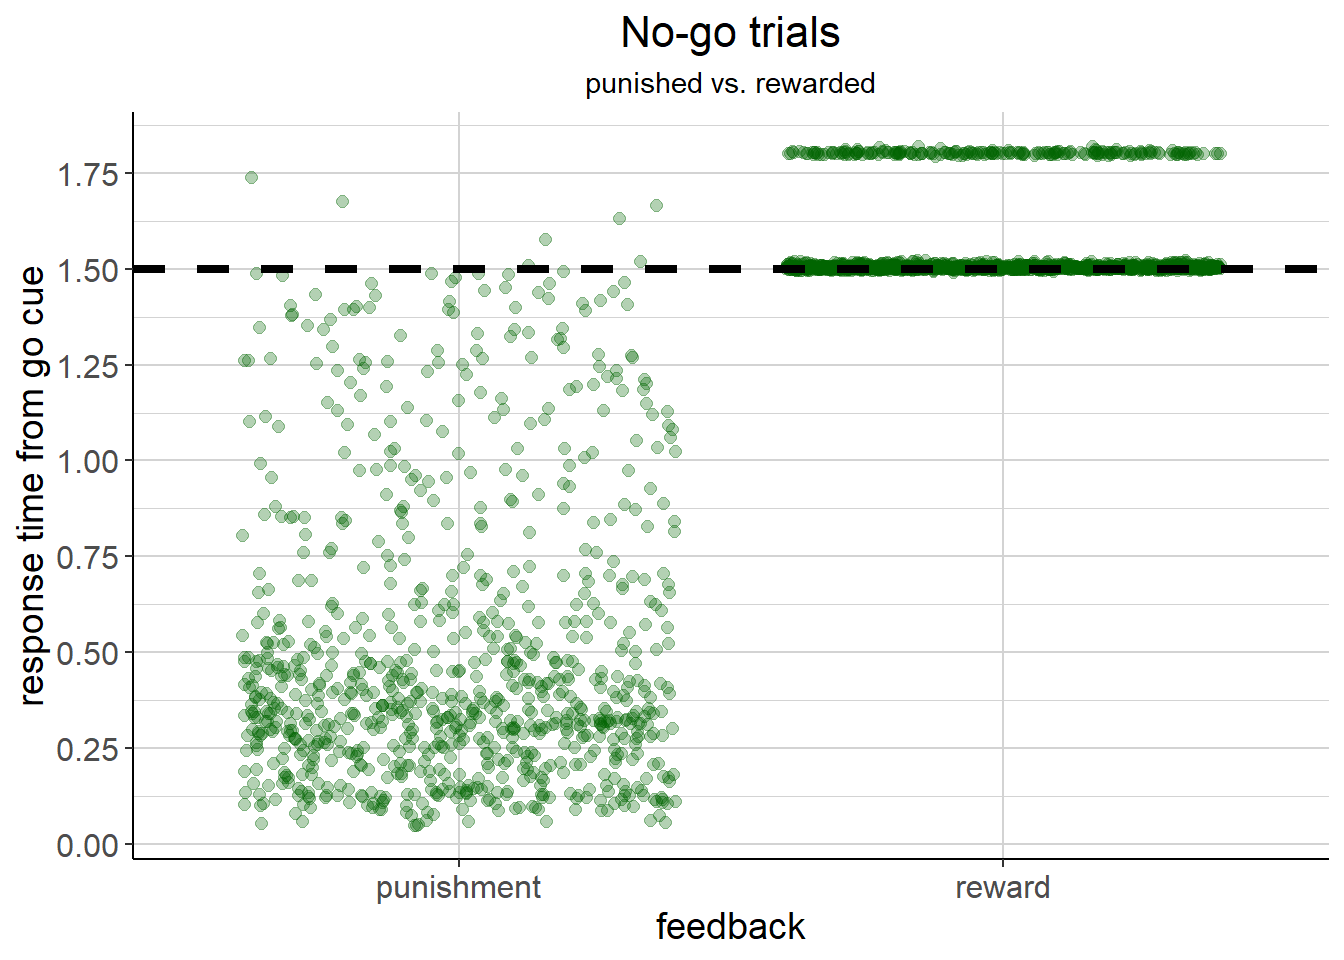 No-go trials
punished vs. rewarded
response time from go cue
1.75
1.50
1.25
1.00
0.75
0.50
0.25
0.00
punishment
reward
feedback